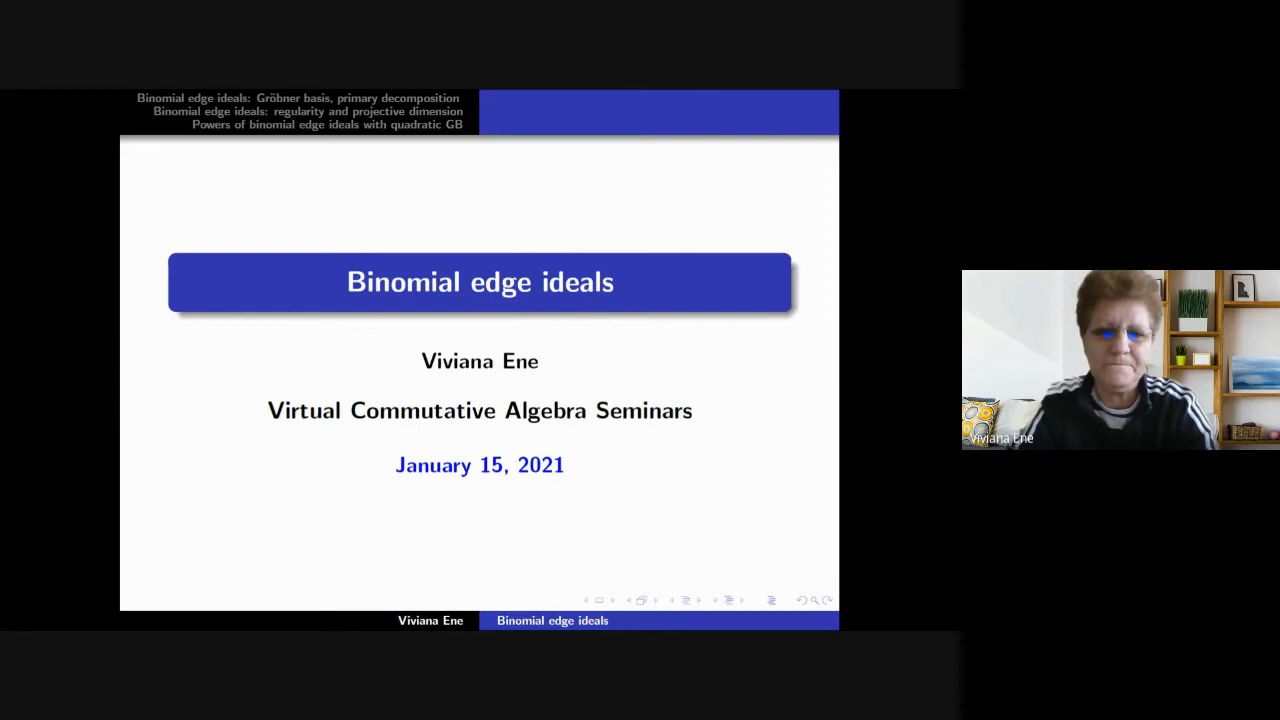 Binomial edge ideals: Gröbner basis, primary decomposition
Binomial edge ideals: regularity and projective dimension
Powers of binomial edge ideals with quadratic GB
Binomial edge ideals
Viviana Ene
Virtual Commutative Algebra Seminars
January 15, 2021
Viviana Ene
Viviana Ene
Binomial edge ideals